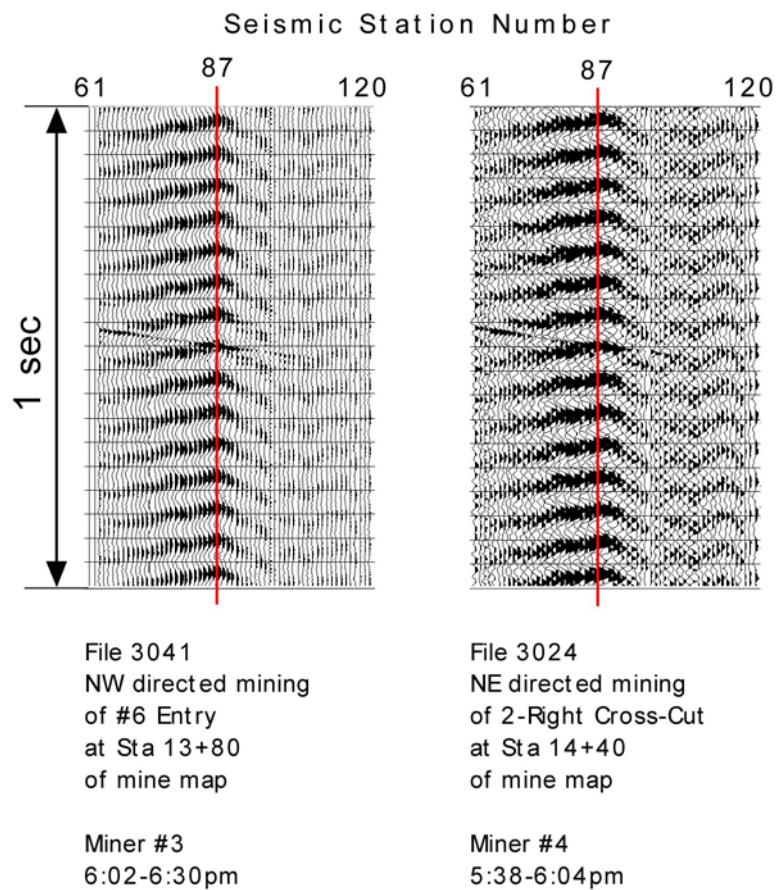 Seismic Station Number
61 87 120 61 87 120
1 sec
File 3041
NW directed mining
of #6 Entry
at Sta 13+80
of mine map
Miner #3
6:02-6:30pm
File 3024
NE directed mining
of 2-Right Cross-Cut
at Sta 14+40
of mine map
Miner #4
5:38-6:04pm